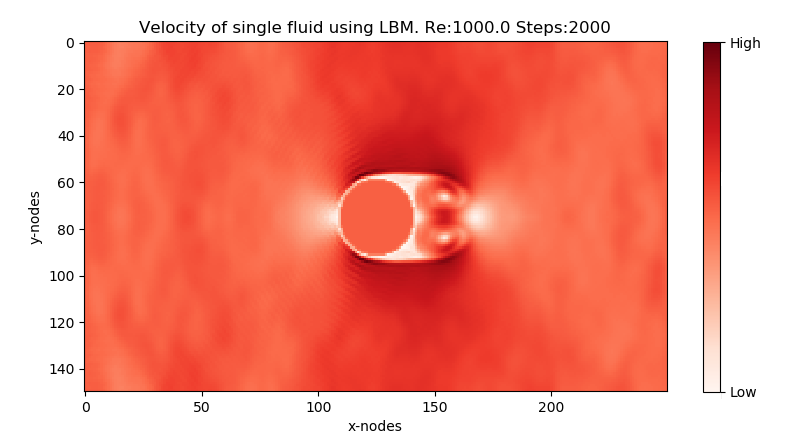 Velocity of single fluid using LBM. Re:1000.0 Steps:2000
High
0
20
40
60
80
100
120
140
y-nodes
Low
0 50 100 150 200
x-nodes